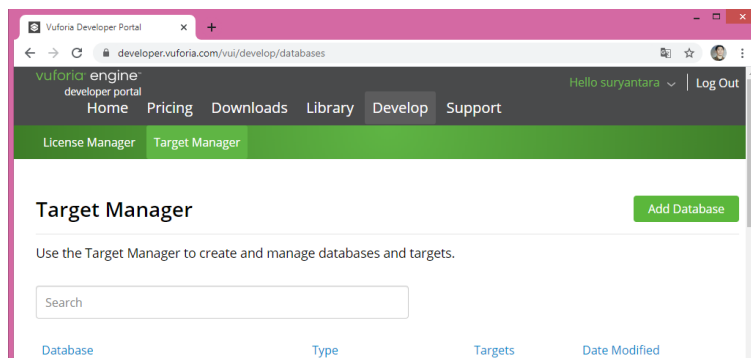 Vuforia Developer Portal
developer.vuforia.com/vui/develop/databases
vuforia engine™
developer portal
Hello suryantara | Log Out
Home Pricing Downloads Library Develop Support
License Manager Target Manager
Target Manager
Add Database
Use the Target Manager to create and manage databases and targets.
Search
Database Type Targets Date Modified